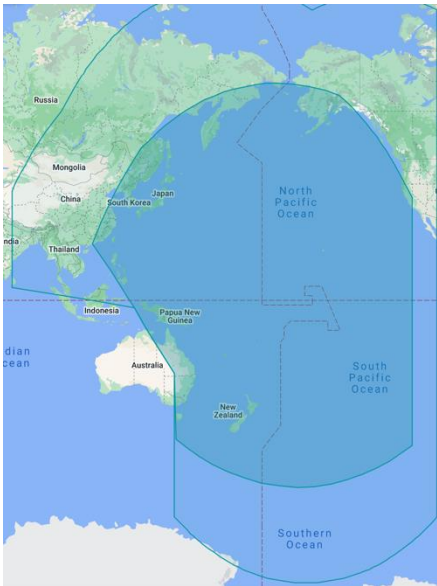 Russia
Mongolia
China
Japan
South Korea
North
Pacific
Ocean
ndia
Thailand
Indonesia
Papua New
Guinea
dian
cean
Australia
South
Pacific
Ocean
New
Zealand
Southern
Ocean